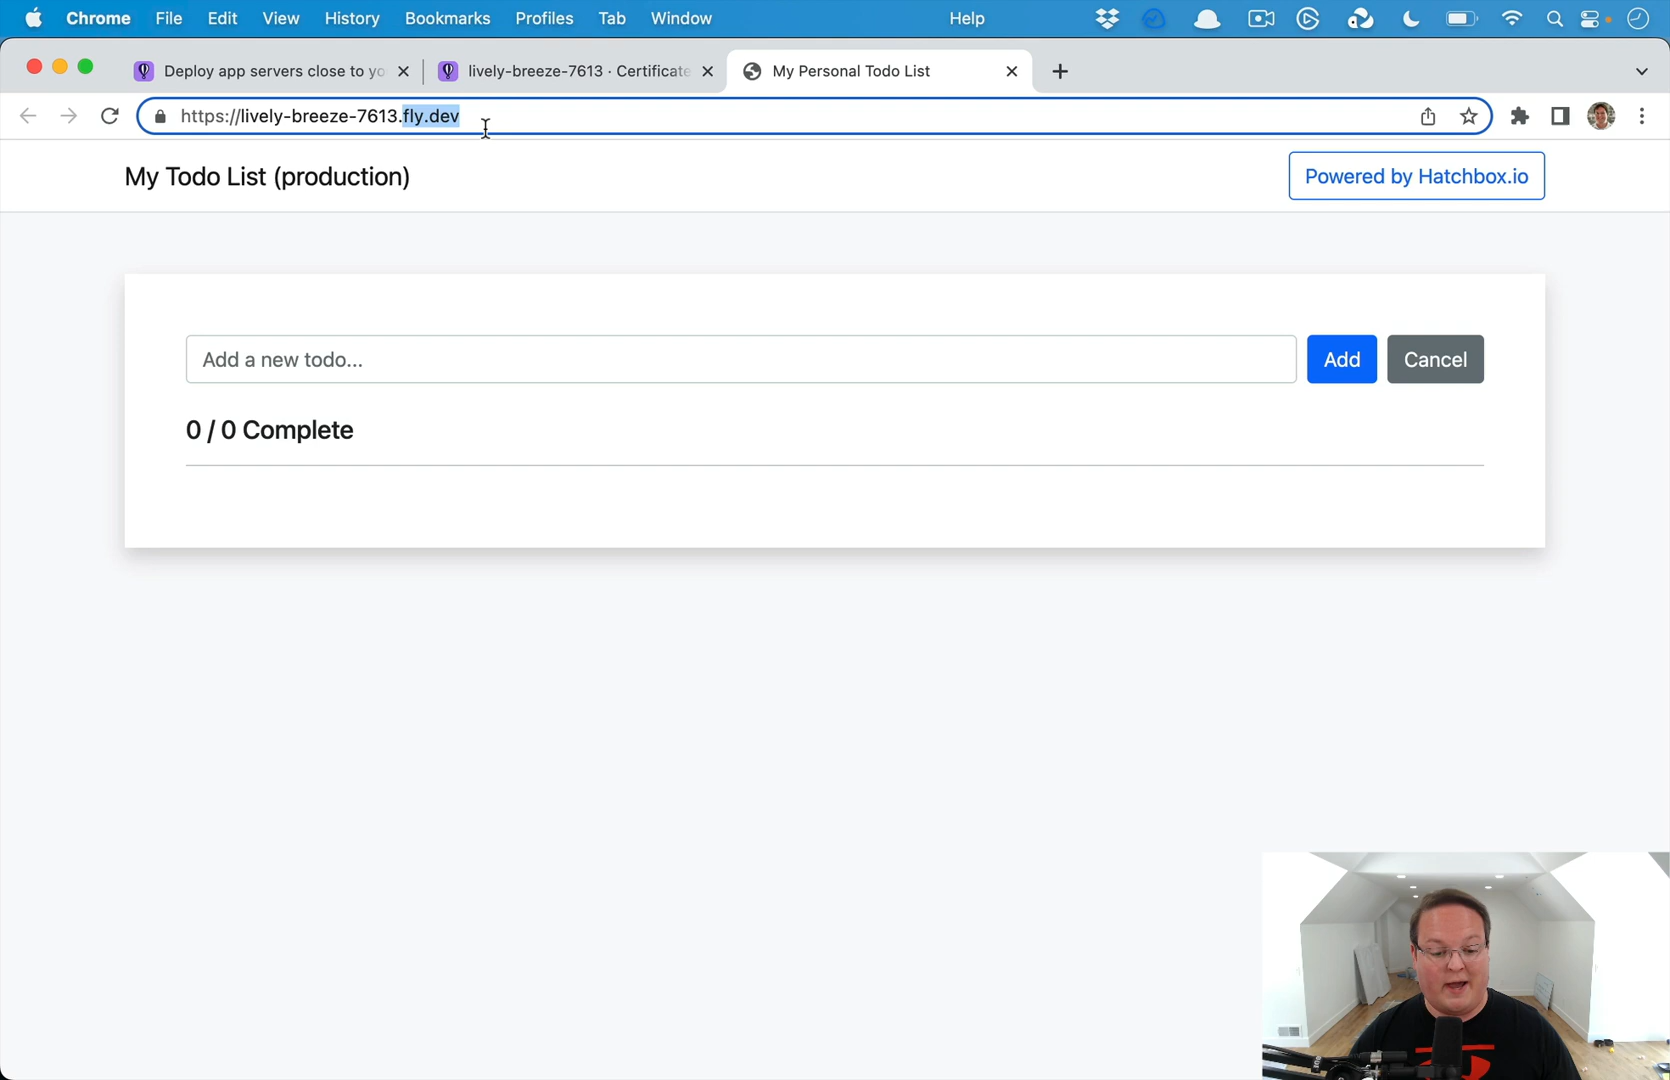 Chrome File Edit View History Bookmarks Profiles Tab Window Help
Deploy app servers close to yo
lively-breeze-7613 · Certificate
My Personal Todo List
https://lively-breeze-7613.fly.dev
My Todo List (production)
Powered by Hatchbox.io
Add a new todo...
Add
Cancel
0 / 0 Complete